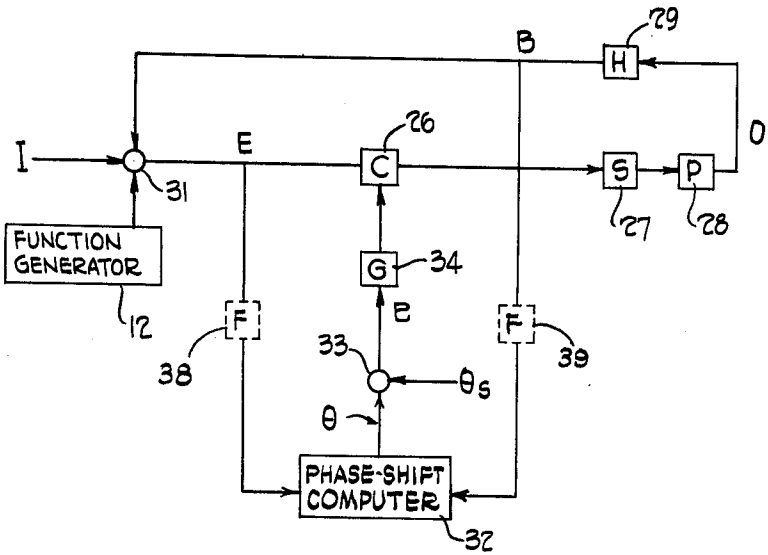 29
B
H
26
O
I
E
C
S
P
31
27
28
FUNCTION
GENERATOR
G
34
12
F
e
F
38
33
39
θs
θ
PHASE-SHIFT
COMPUTER
32